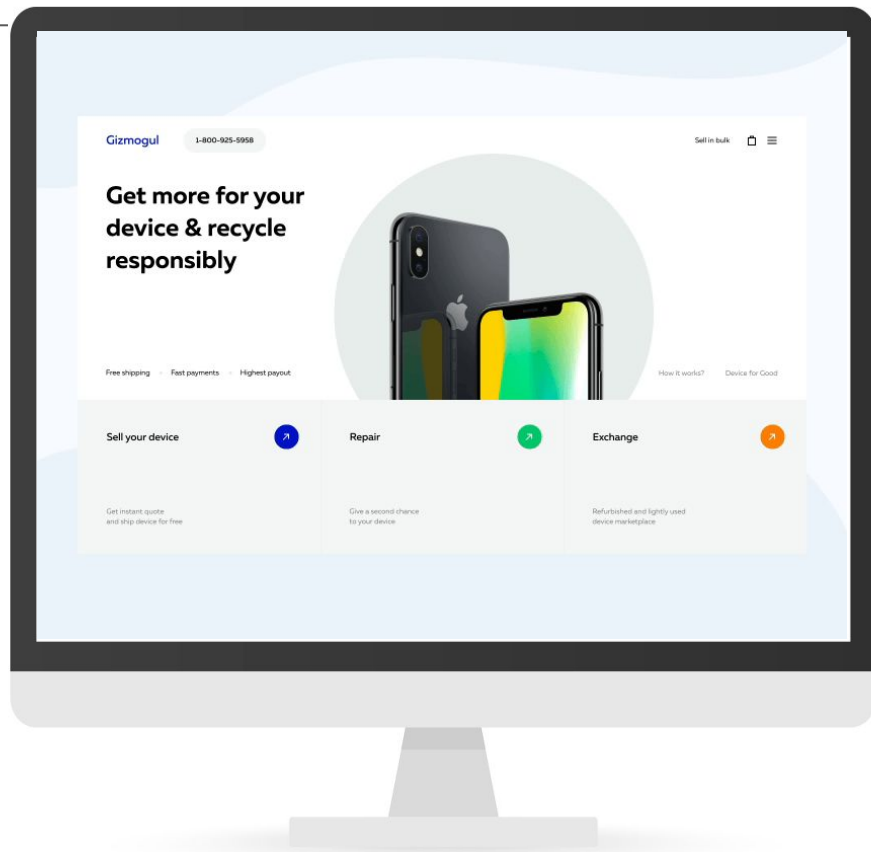 Gizmogul
1-800-925-5958
Sell in bulk
Get more for your
device & recycle
responsibly
Free shipping
Fast payments
Highest payout
How it works?
Device for Good
Sell your device
Get instant quote
and ship device for free
Repair
Give a second chance
to your device
Exchange
Refurbished and lightly used
device marketplace